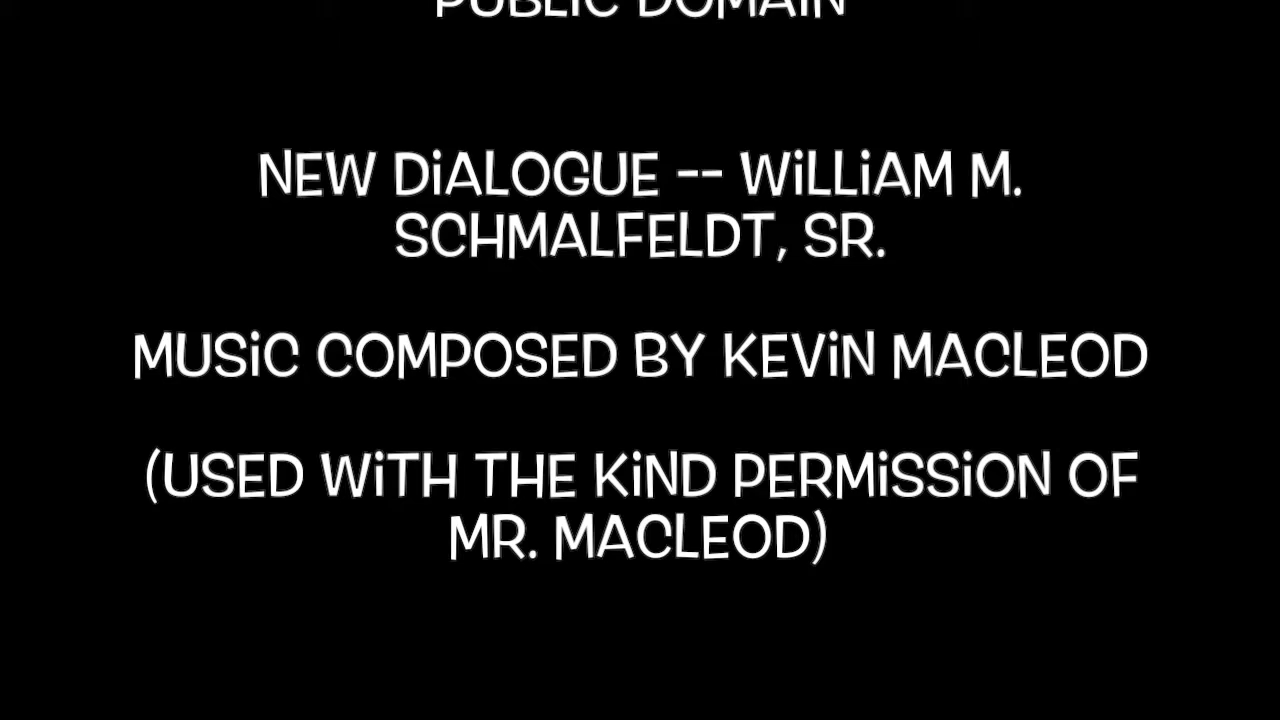 PUBLIC DOMAIN
NEW DiALOGUE -- WiLLiAM M.
SCHMALFELDT, SR.
MUSiC COMPOSED BY KEViN MACLEOD
(USED WiTH THE KiND PERMiSSiON OF
MR. MACLEOD)